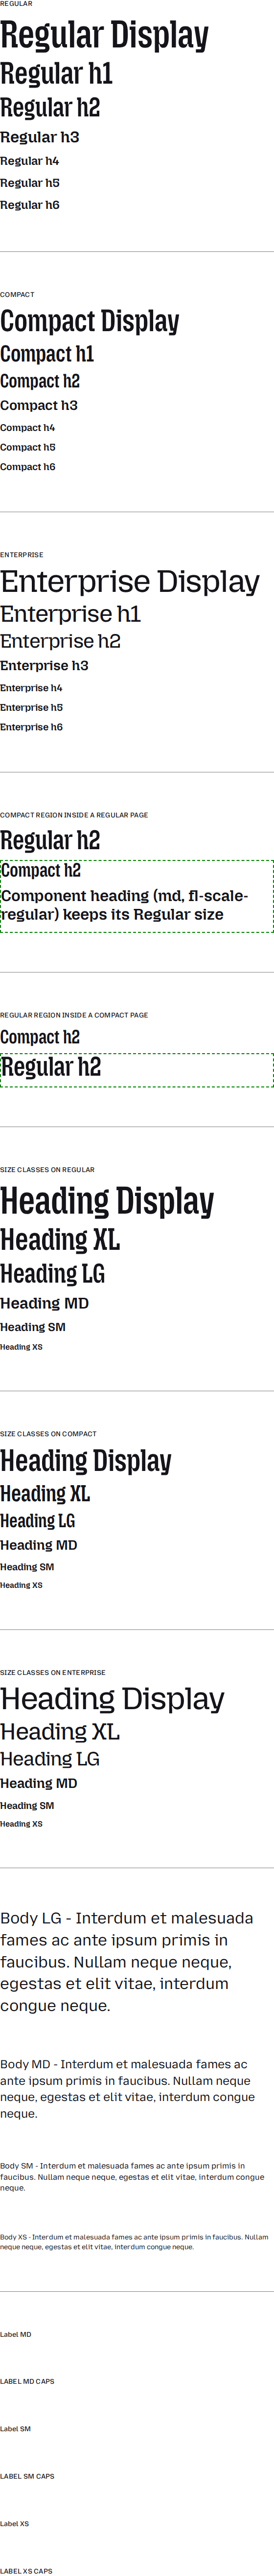 REGULAR
Regular Display
Regular h1
Regular h2
Regular h3
Regular h4
Regular h5
Regular h6
COMPACT
Compact Display
Compact h1
Compact h2
Compact h3
Compact h4
Compact h5
Compact h6
ENTERPRISE
Enterprise Display
Enterprise h1
Enterprise h2
Enterprise h3
Enterprise h4
Enterprise h5
Enterprise h6
COMPACT REGION INSIDE A REGULAR PAGE
Regular h2
Compact h2
Component heading (md, fl-scale-
regular) keeps its Regular size
REGULAR REGION INSIDE A COMPACT PAGE
Compact h2
Regular h2
SIZE CLASSES ON REGULAR
Heading Display
Heading XL
Heading LG
Heading MD
Heading SM
Heading XS
SIZE CLASSES ON COMPACT
Heading Display
Heading XL
Heading LG
Heading MD
Heading SM
Heading XS
SIZE CLASSES ON ENTERPRISE
Heading Display
Heading XL
Heading LG
Heading MD
Heading SM
Heading XS
Body LG - Interdum et malesuada
fames ac ante ipsum primis in
faucibus. Nullam neque neque,
egestas et elit vitae, interdum
congue neque.
Body MD - Interdum et malesuada fames ac
ante ipsum primis in faucibus. Nullam neque
neque, egestas et elit vitae, interdum congue
neque.
Body SM - Interdum et malesuada fames ac ante ipsum primis in
faucibus. Nullam neque neque, egestas et elit vitae, interdum congue
neque.
Body XS - Interdum et malesuada fames ac ante ipsum primis in faucibus. Nullam
neque neque, egestas et elit vitae, interdum congue neque.
Label MD
LABEL MD CAPS
Label SM
LABEL SM CAPS
Label XS
LABEL XS CAPS